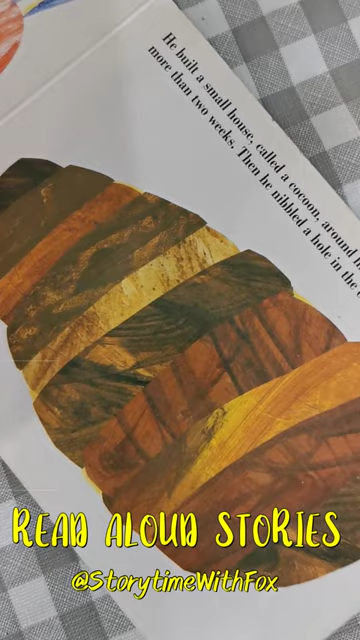 He built a small house, called a cocoon, around
more than two weeks. Then he nibbled a hole in the
READ ALOUD STORIES
@StorytimeWithFox